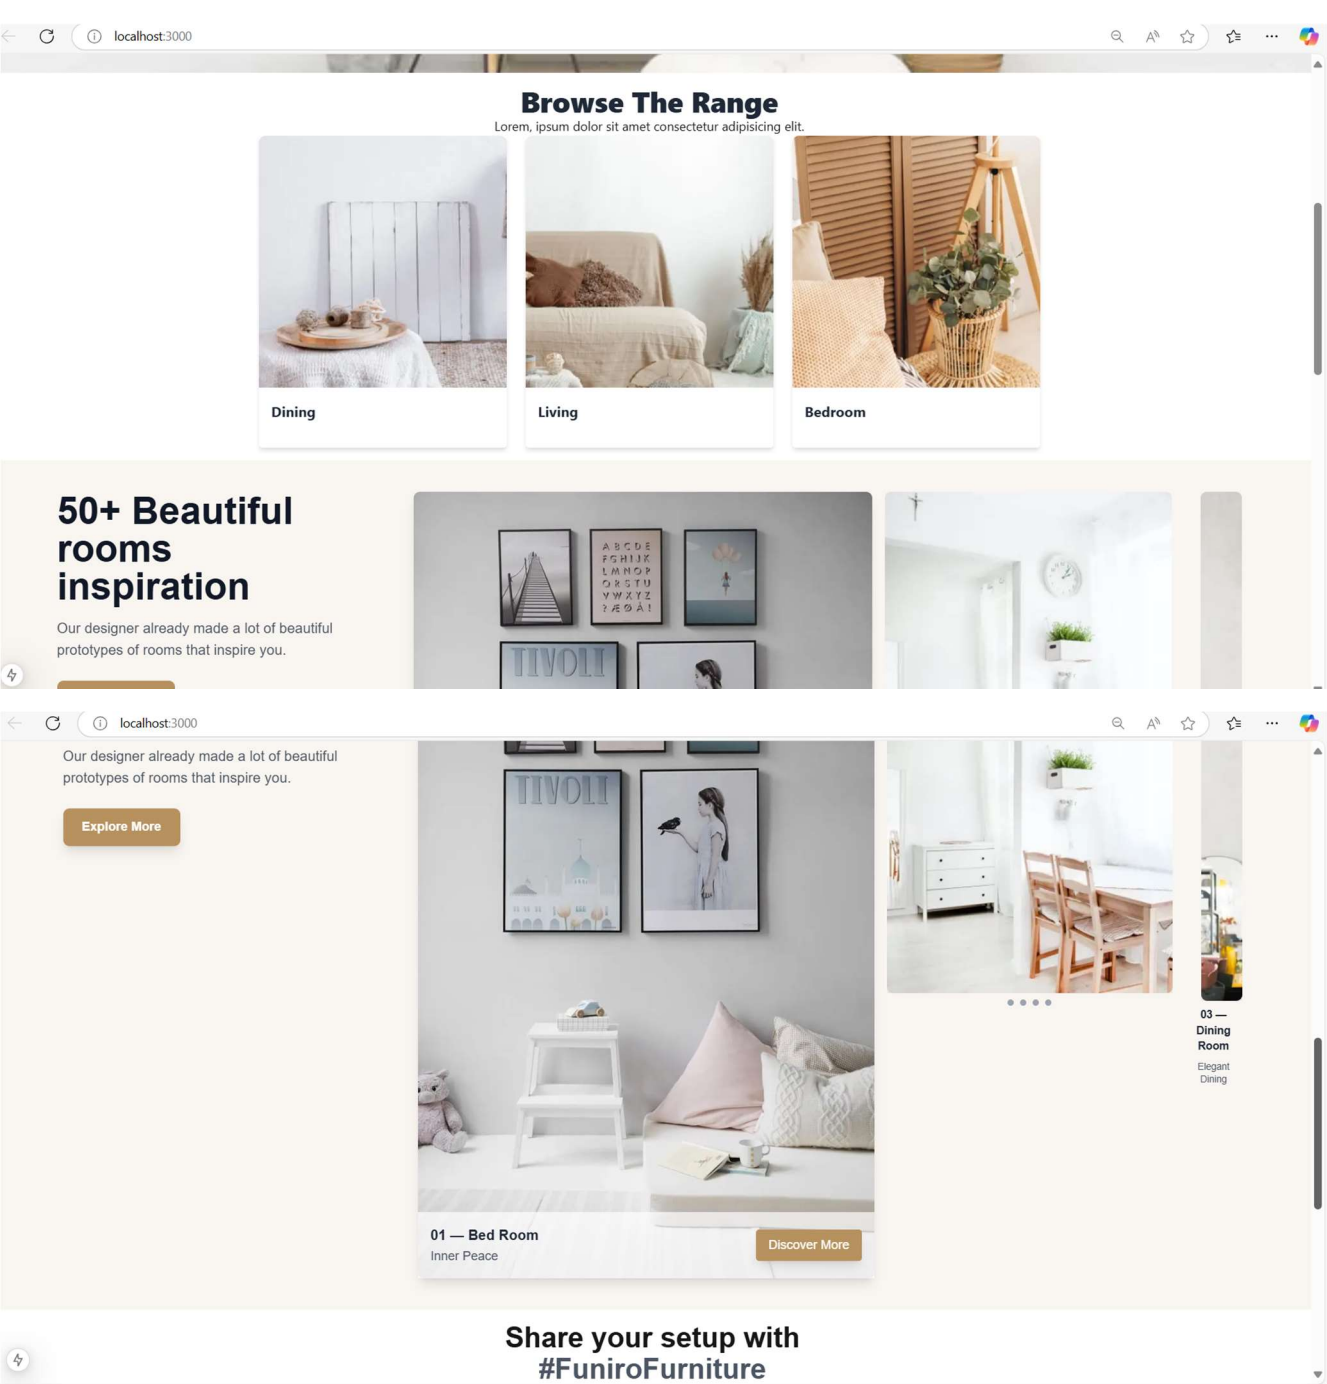 localhost:3000
Browse The Range
Lorem, ipsum dolor sit amet consectetur adipisicing elit.
Dining
Living
Bedroom
50+ Beautiful
rooms
inspiration
Our designer already made a lot of beautiful
prototypes of rooms that inspire you.
A B C D E
F G H I J K
L M N O P
Q R S T U
V W X Y Z
? Æ Ø Å !
TIVOLI
localhost:3000
Our designer already made a lot of beautiful
prototypes of rooms that inspire you.
Explore More
TIVOLI
03 —
Dining
Room
Elegant
Dining
01 — Bed Room
Inner Peace
Discover More
Share your setup with
#FuniroFurniture